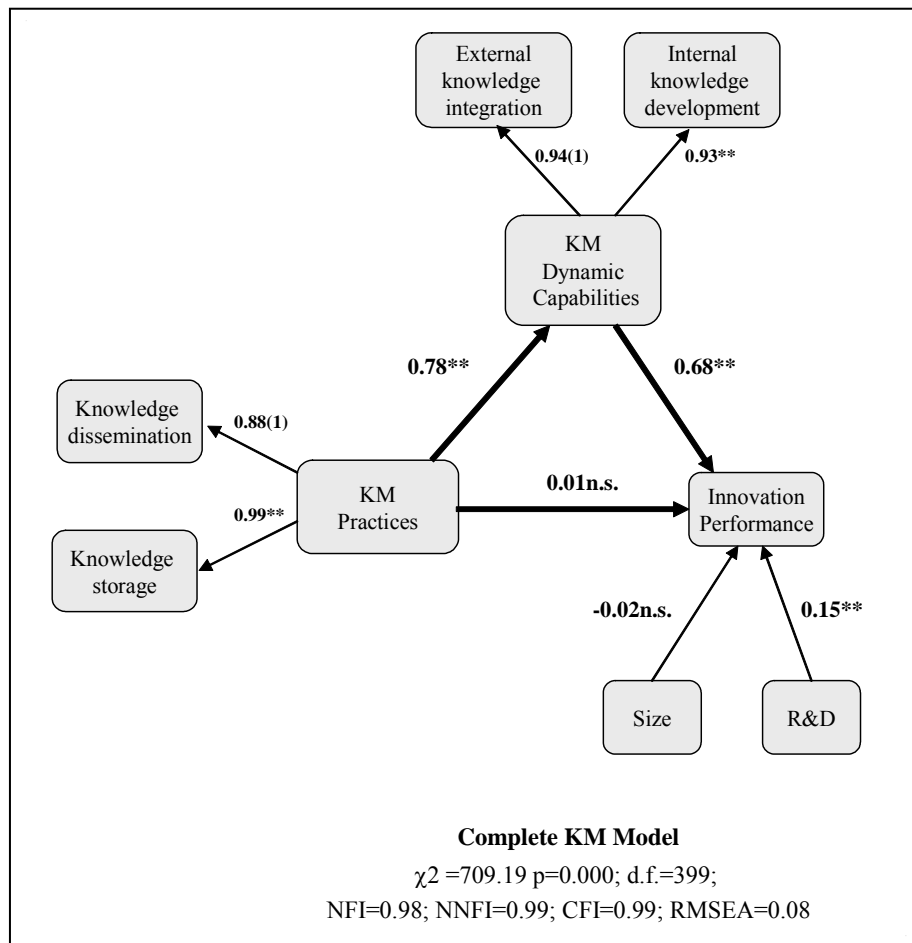 External
knowledge
integration
Internal
knowledge
development
0.94(1)
0.93**
KM
Dynamic
Capabilities
0.78**
0.68**
Knowledge
dissemination
0.88(1)
KM
Practices
0.01n.s.
Innovation
Performance
0.99**
Knowledge
storage
-0.02n.s.
0.15**
Size
R&D
Complete KM Model
χ2 =709.19 p=0.000; d.f.=399;
NFI=0.98; NNFI=0.99; CFI=0.99; RMSEA=0.08